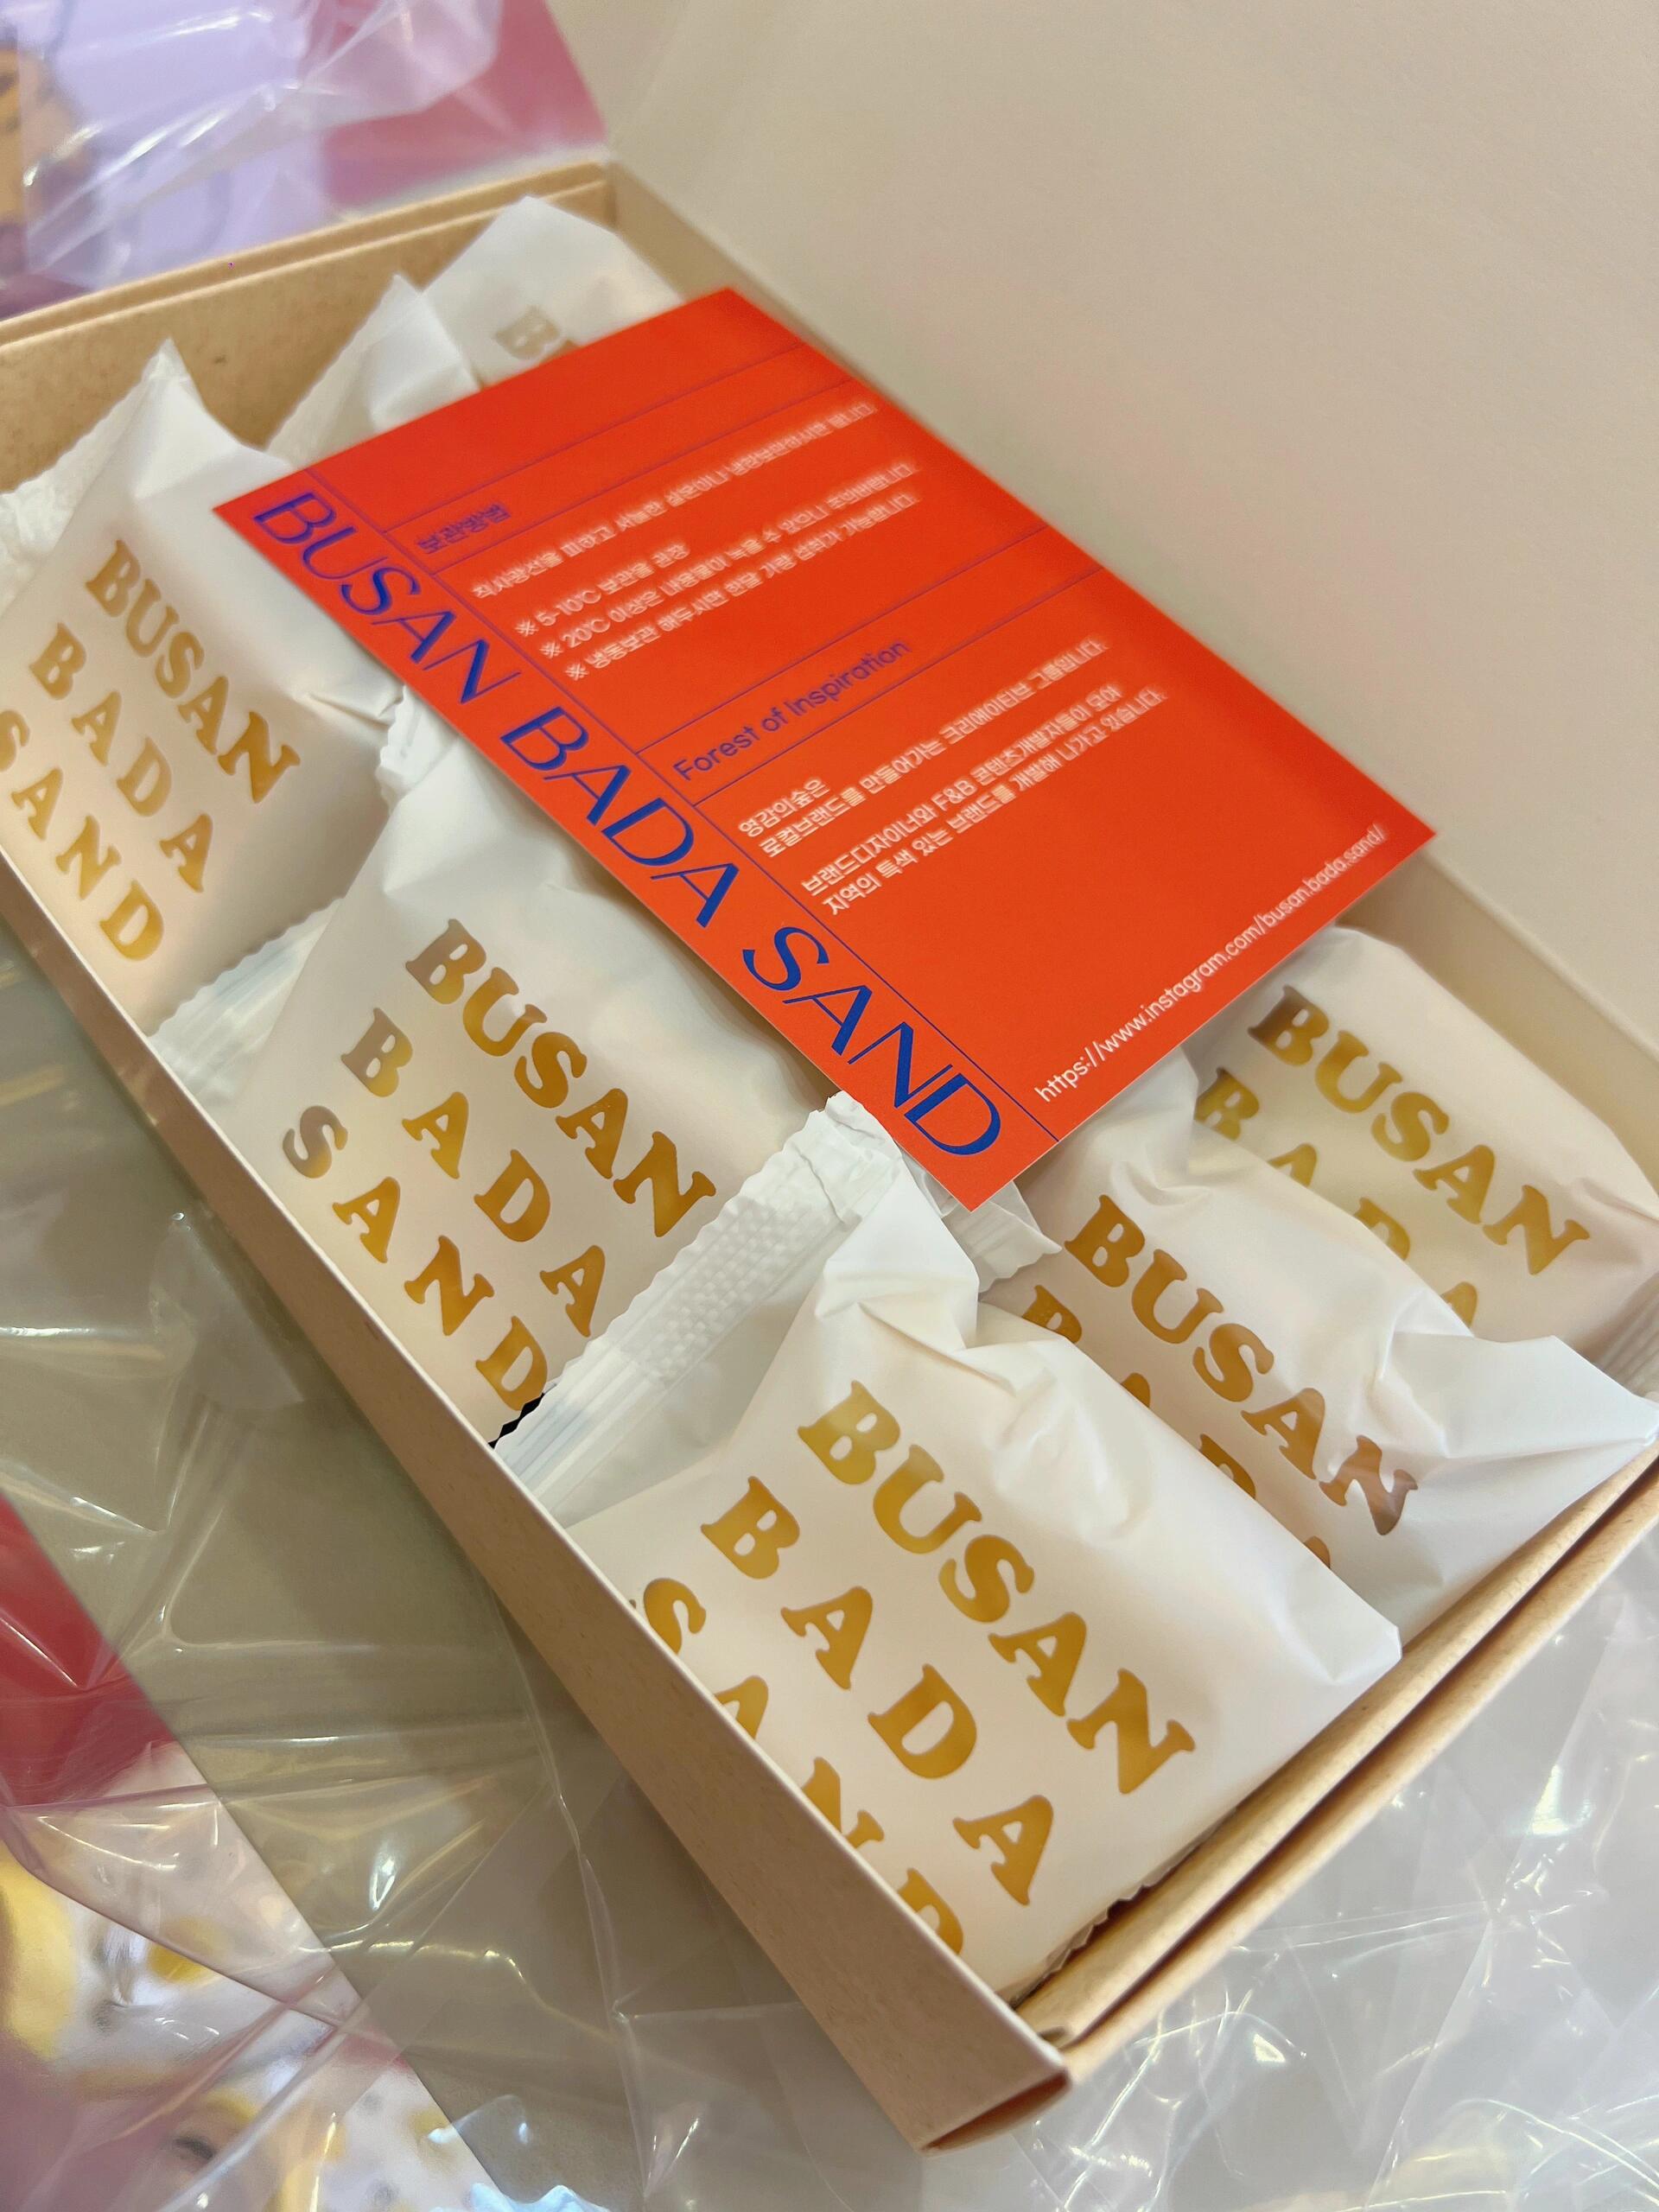 BUSAN BADA SAND
보관방법
직사광선을 피하고 서늘한 실온이나 냉장보관하시면 됩니다.
※ 5-10℃ 보관을 권장
※ 20℃ 이상은 내용물이 녹을 수 있으니 주의바랍니다.
※ 냉동보관 해두시면 한달 가량 섭취가 가능합니다.
Forest of Inspiration
영감의숲은
로컬브랜드를 만들어가는 크리에이티브 그룹입니다.
브랜드디자이너와 F&B 콘텐츠개발자들이 모여
지역의 특색 있는 브랜드를 개발해 나가고 있습니다.
https://www.instagram.com/busan.bada.sand/
BUSAN
BADA
SAND
BUSAN
BADA
SAND
BUSAN
BADA
SAND
BUSAN
BADA
BUSAN
BADA
BU